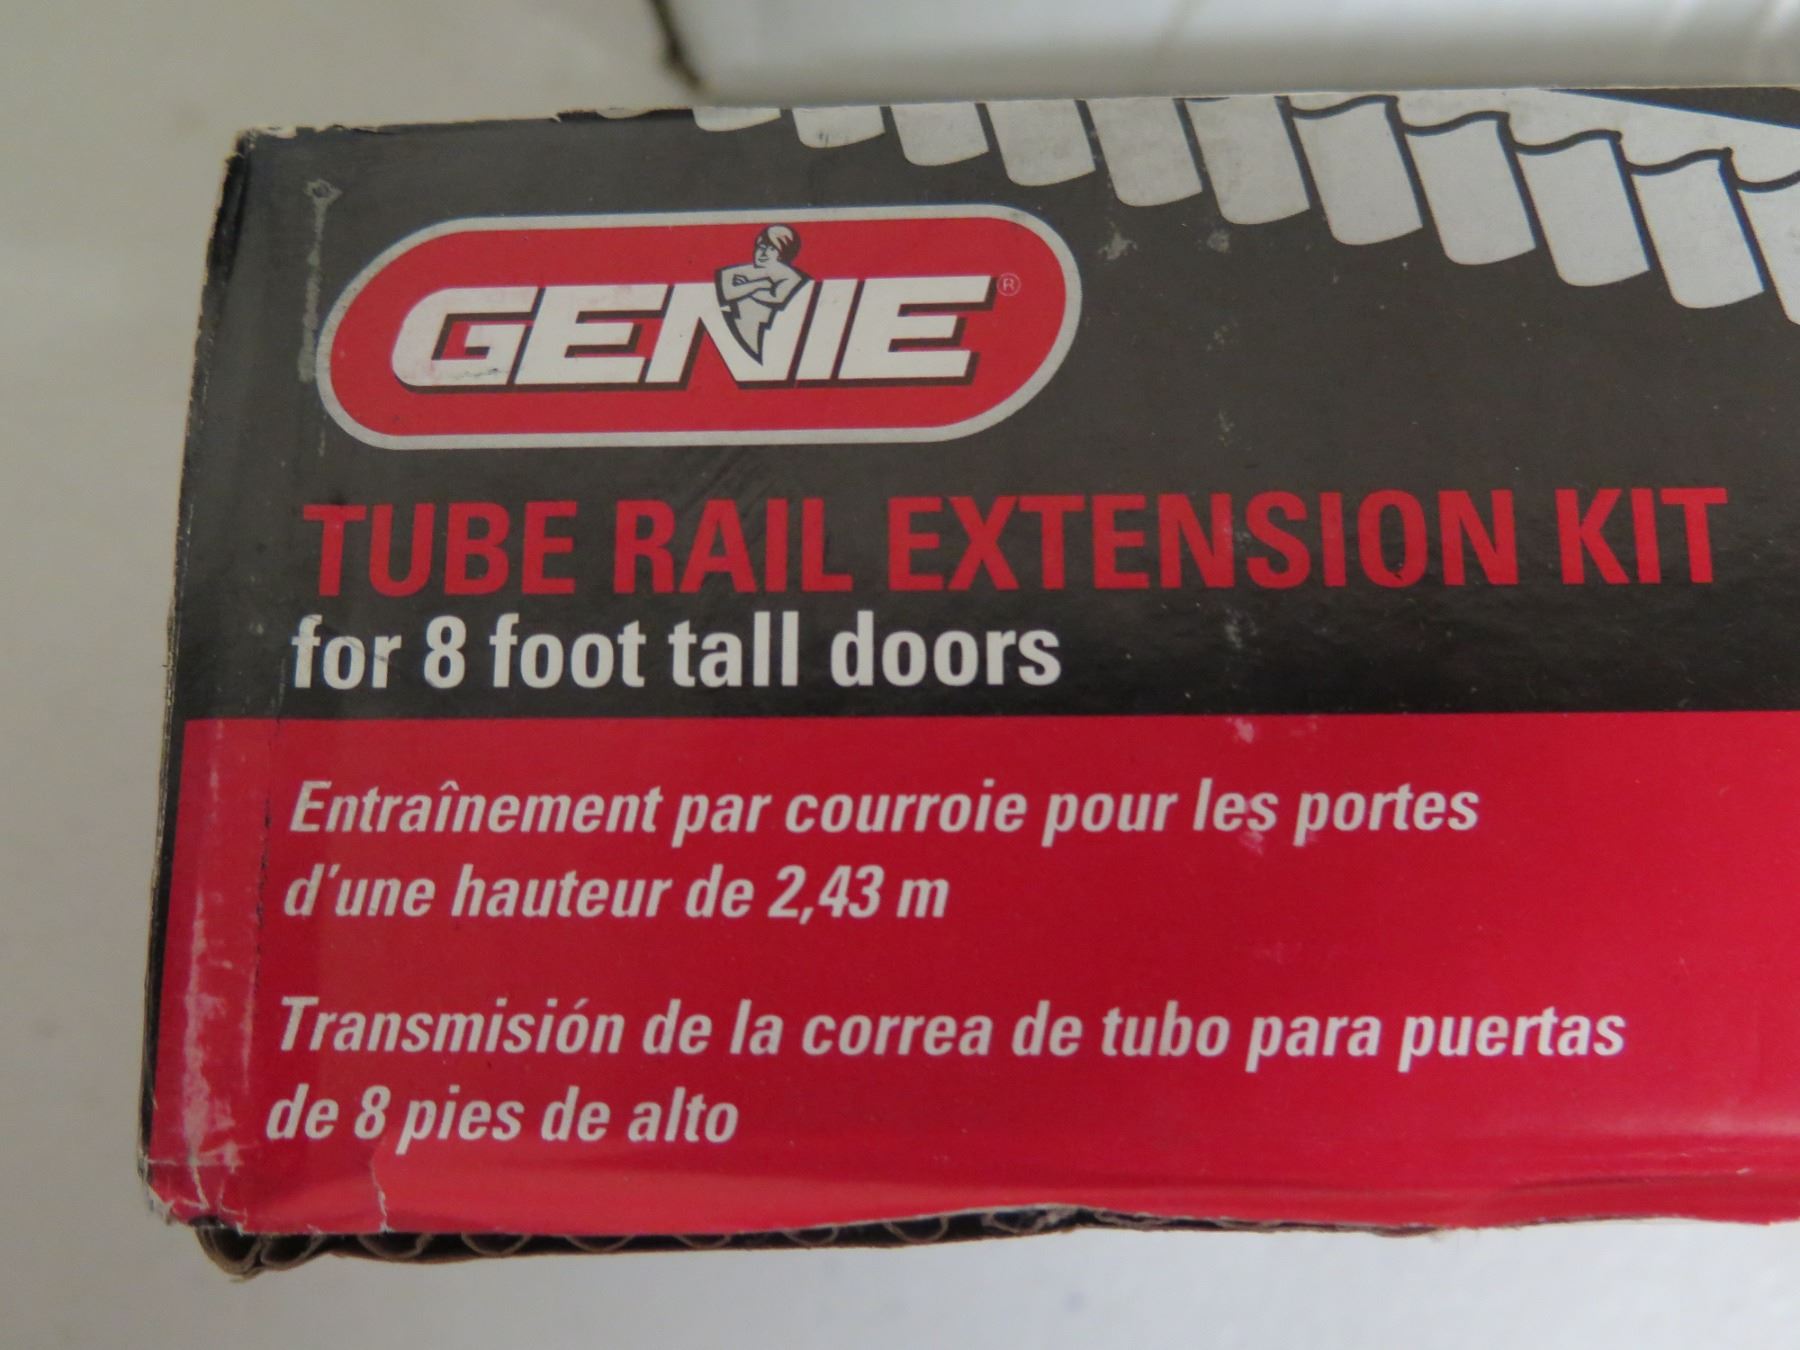 GENIE®
TUBE RAIL EXTENSION KIT
for 8 foot tall doors
Entraînement par courroie pour les portes
d'une hauteur de 2,43 m
Transmisión de la correa de tubo para puertas
de 8 pies de alto